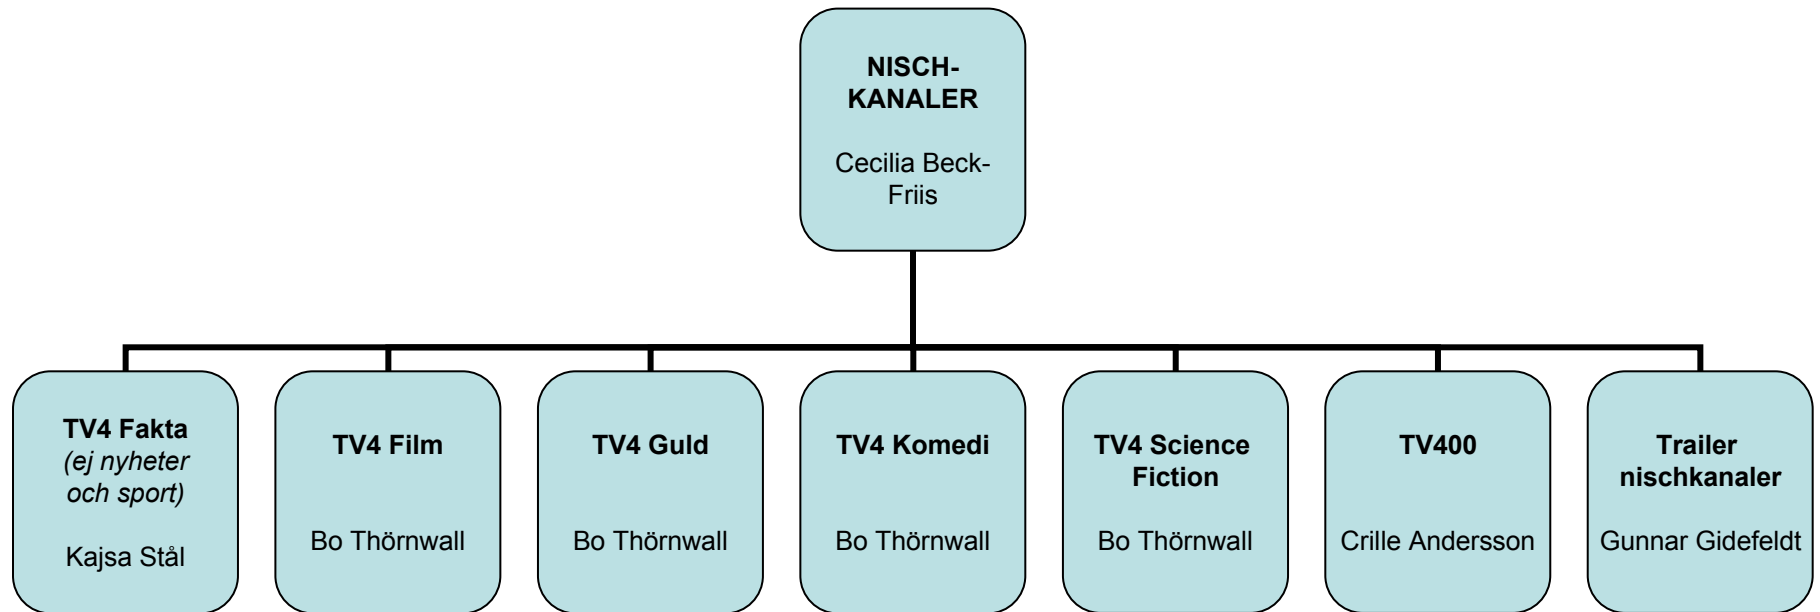 NISCH-
KANALER
Cecilia Beck-
Friis
TV4 Fakta
(ej nyheter
och sport)
Kajsa Stål
TV4 Film
Bo Thörnwall
TV4 Guld
Bo Thörnwall
TV4 Komedi
Bo Thörnwall
TV4 Science
Fiction
Bo Thörnwall
TV400
Crille Andersson
Trailer
nischkanaler
Gunnar Gidefeldt